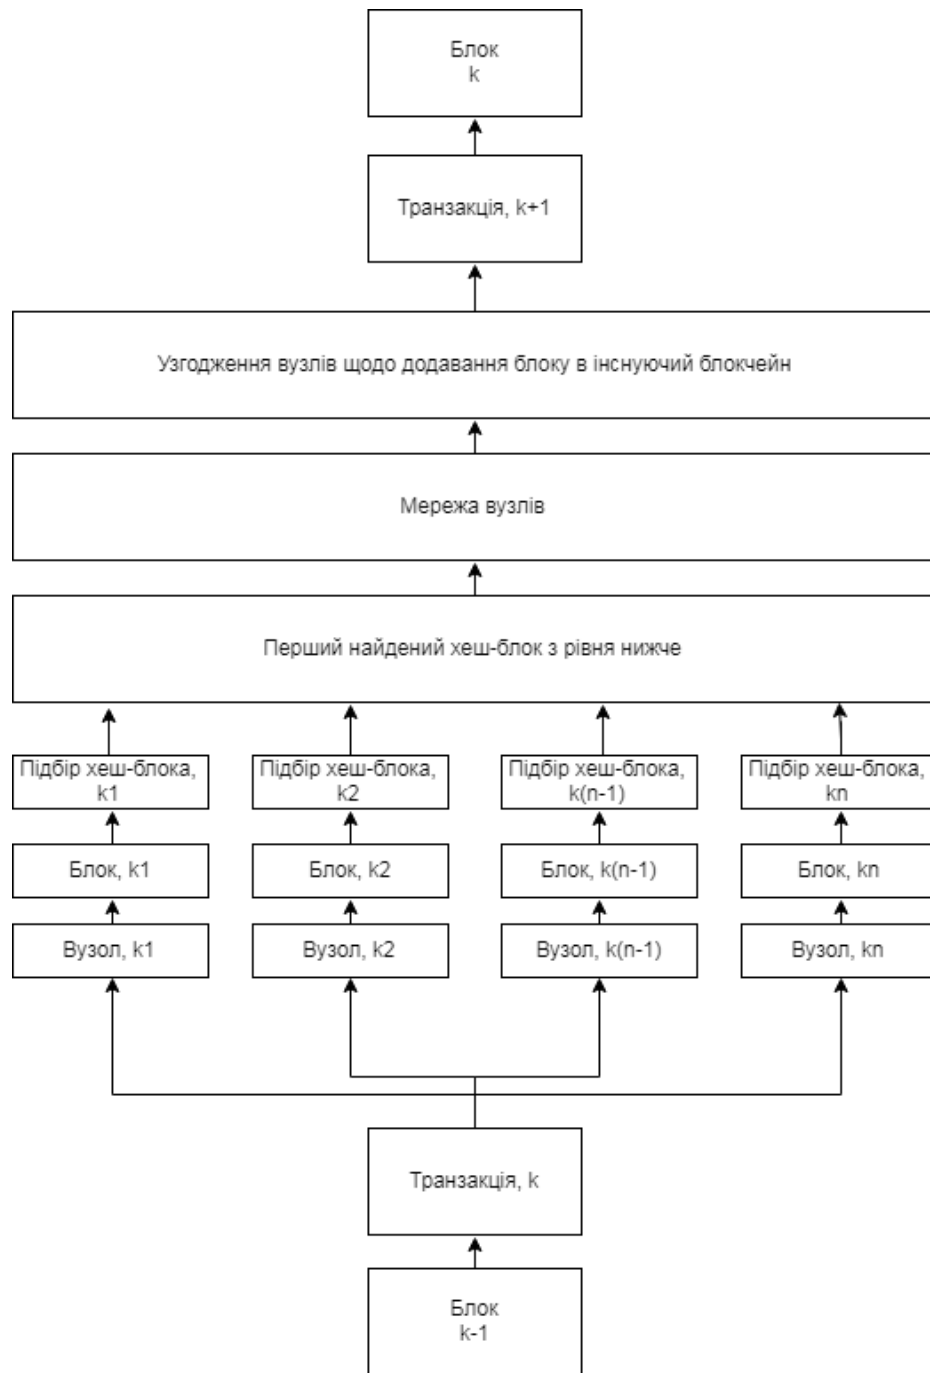 Блок
k
Транзакція, k+1
Узгодження вузлів щодо додавання блоку в інснуючий блокчейн
Мережа вузлів
Перший найдений хеш-блок з рівня нижче
Підбір хеш-блока,
k1
Підбір хеш-блока,
k2
Підбір хеш-блока,
k(n-1)
Підбір хеш-блока,
kn
Блок, k1
Блок, k2
Блок, k(n-1)
Блок, kn
Вузол, k1
Вузол, k2
Вузол, k(n-1)
Вузол, kn
Транзакція, k
Блок
k-1